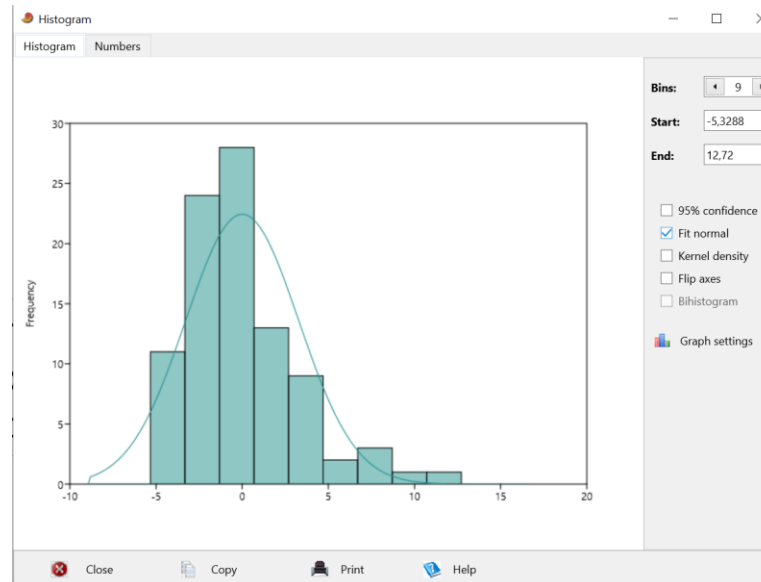 Histogram
Histogram Numbers
Bins: 9
Start: -5,3288
End: 12,72
95% confidence
Fit normal
Kernel density
Flip axes
Bihistogram
Graph settings
30
25
20
15
10
5
0
Frequency
-10 -5 0 5 10 15 20
Close Copy Print Help